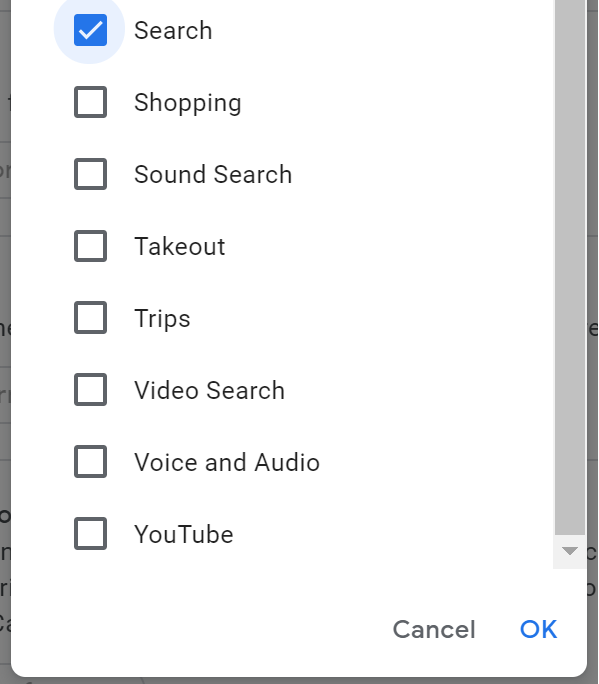 Search
Shopping
Sound Search
Takeout
Trips
Video Search
Voice and Audio
YouTube
Cancel OK